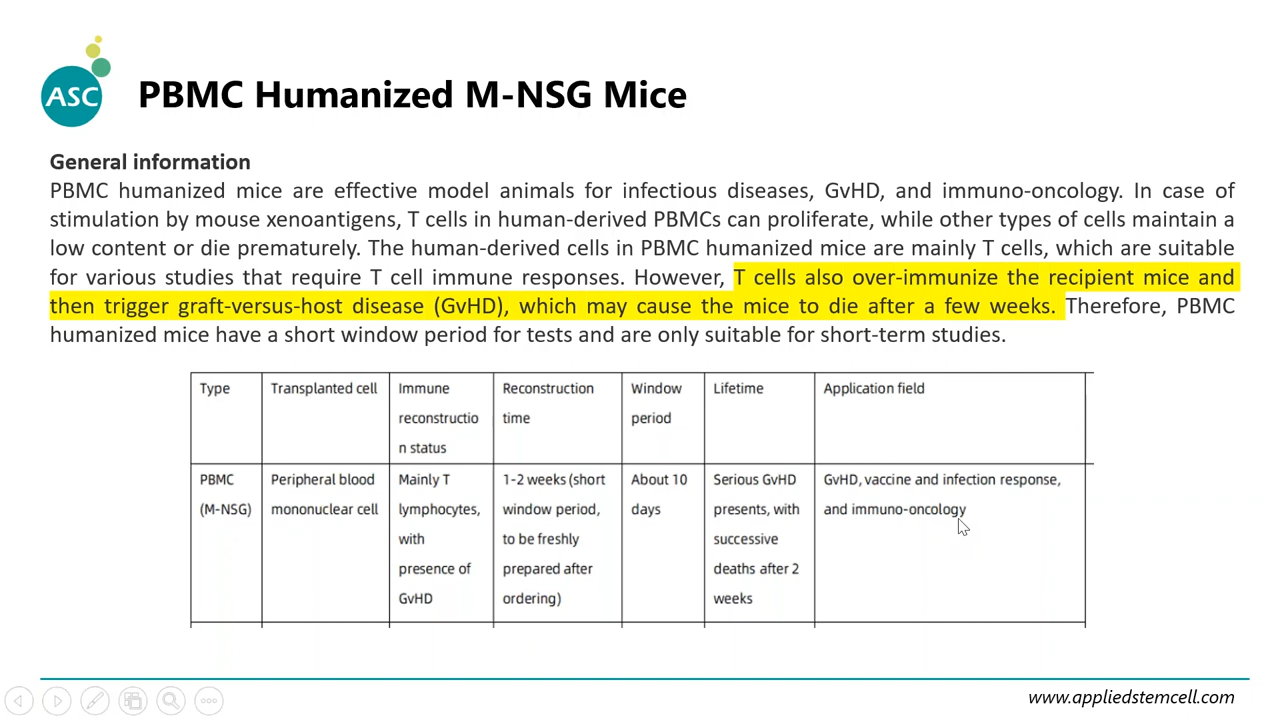 ASC
PBMC Humanized M-NSG Mice
General information
PBMC humanized mice are effective model animals for infectious diseases, GvHD, and immuno-oncology. In case of
stimulation by mouse xenoantigens, T cells in human-derived PBMCs can proliferate, while other types of cells maintain a
low content or die prematurely. The human-derived cells in PBMC humanized mice are mainly T cells, which are suitable
for various studies that require T cell immune responses. However, T cells also over-immunize the recipient mice and
then trigger graft-versus-host disease (GvHD), which may cause the mice to die after a few weeks. Therefore, PBMC
humanized mice have a short window period for tests and are only suitable for short-term studies.
Type
Transplanted cell
Immune
reconstructio
n status
Reconstruction
time
Window
period
Lifetime
Application field
PBMC
(M-NSG)
Peripheral blood
mononuclear cell
Mainly T
lymphocytes,
with
presence of
GvHD
1-2 weeks (short
window period,
to be freshly
prepared after
ordering)
About 10
days
Serious GvHD
presents, with
successive
deaths after 2
weeks
GvHD, vaccine and infection response,
and immuno-oncology
www.appliedstemcell.com